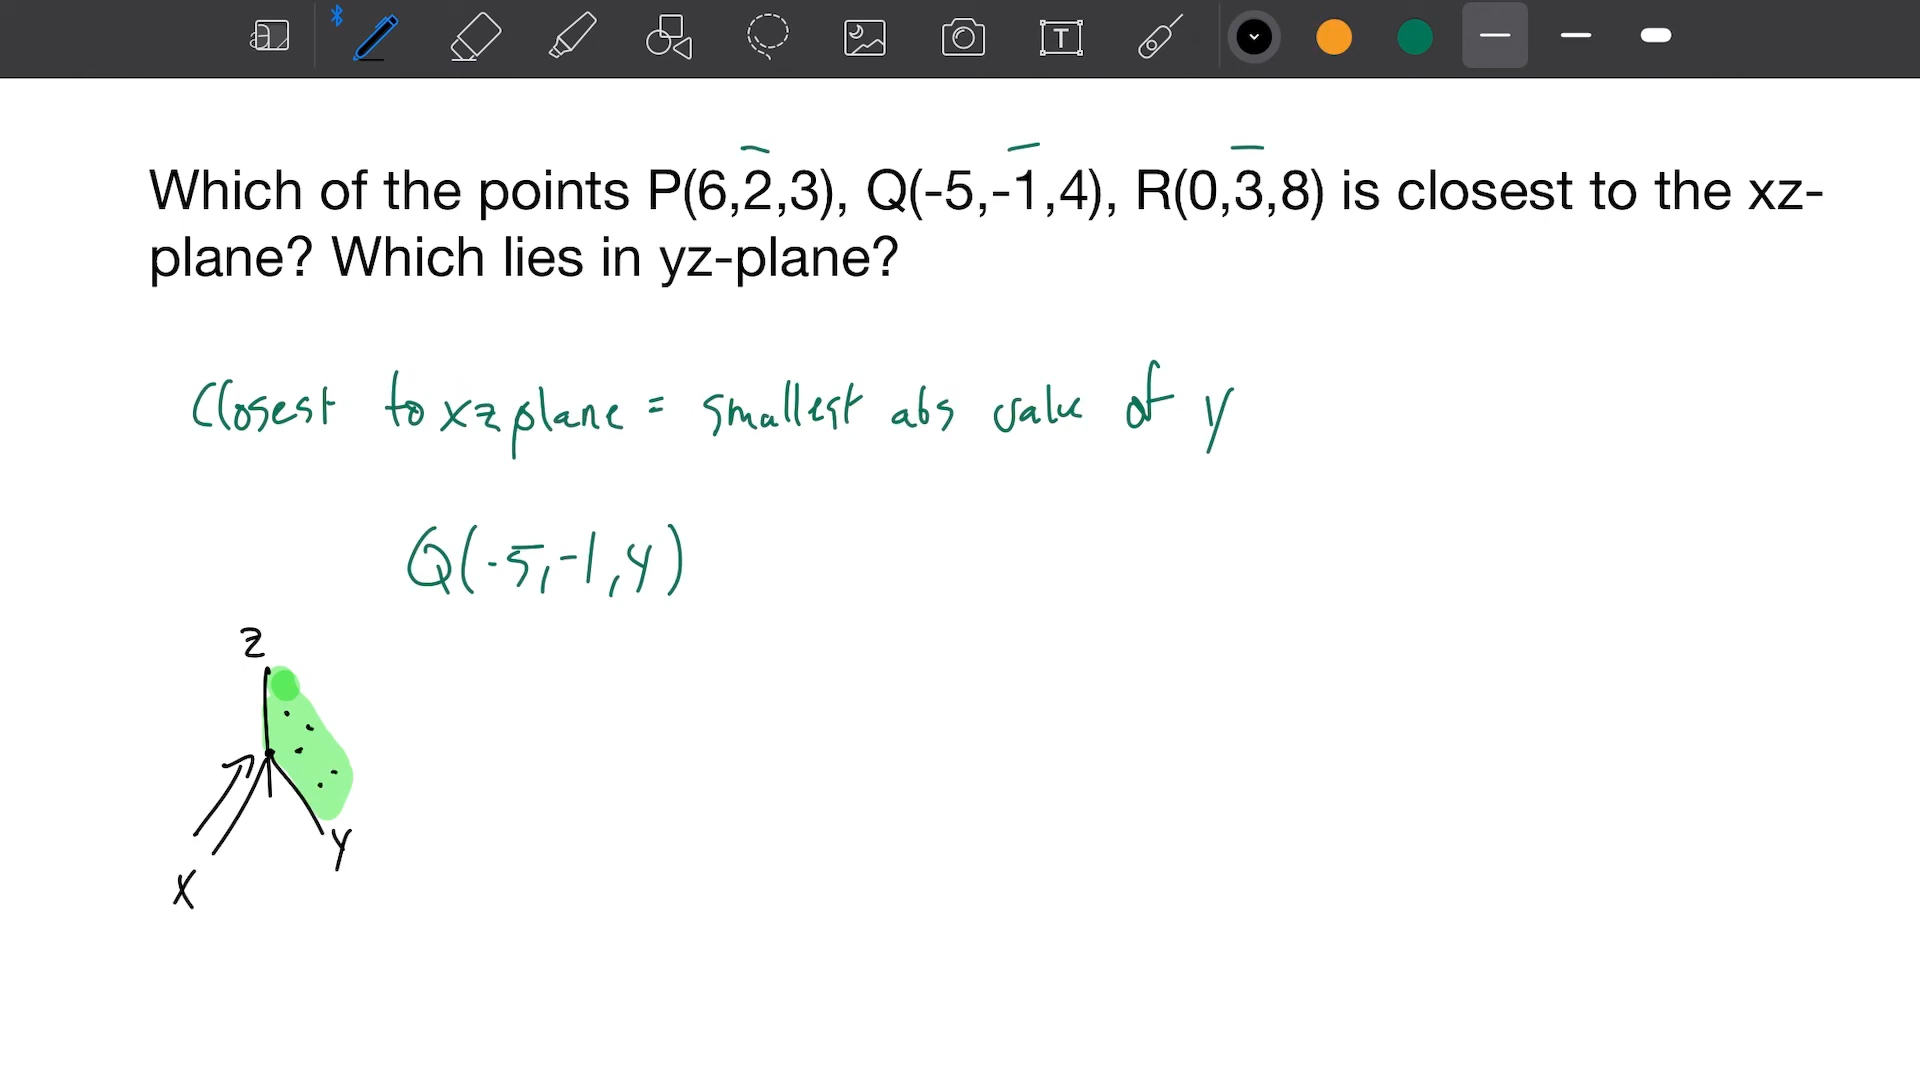 Which of the points P(6,2,3), Q(-5,-1,4), R(0,3,8) is closest to the xz-
plane? Which lies in yz-plane?
Closest to xz plane = smallest abs value of y
Q(-5,-1,4)
z
y
x